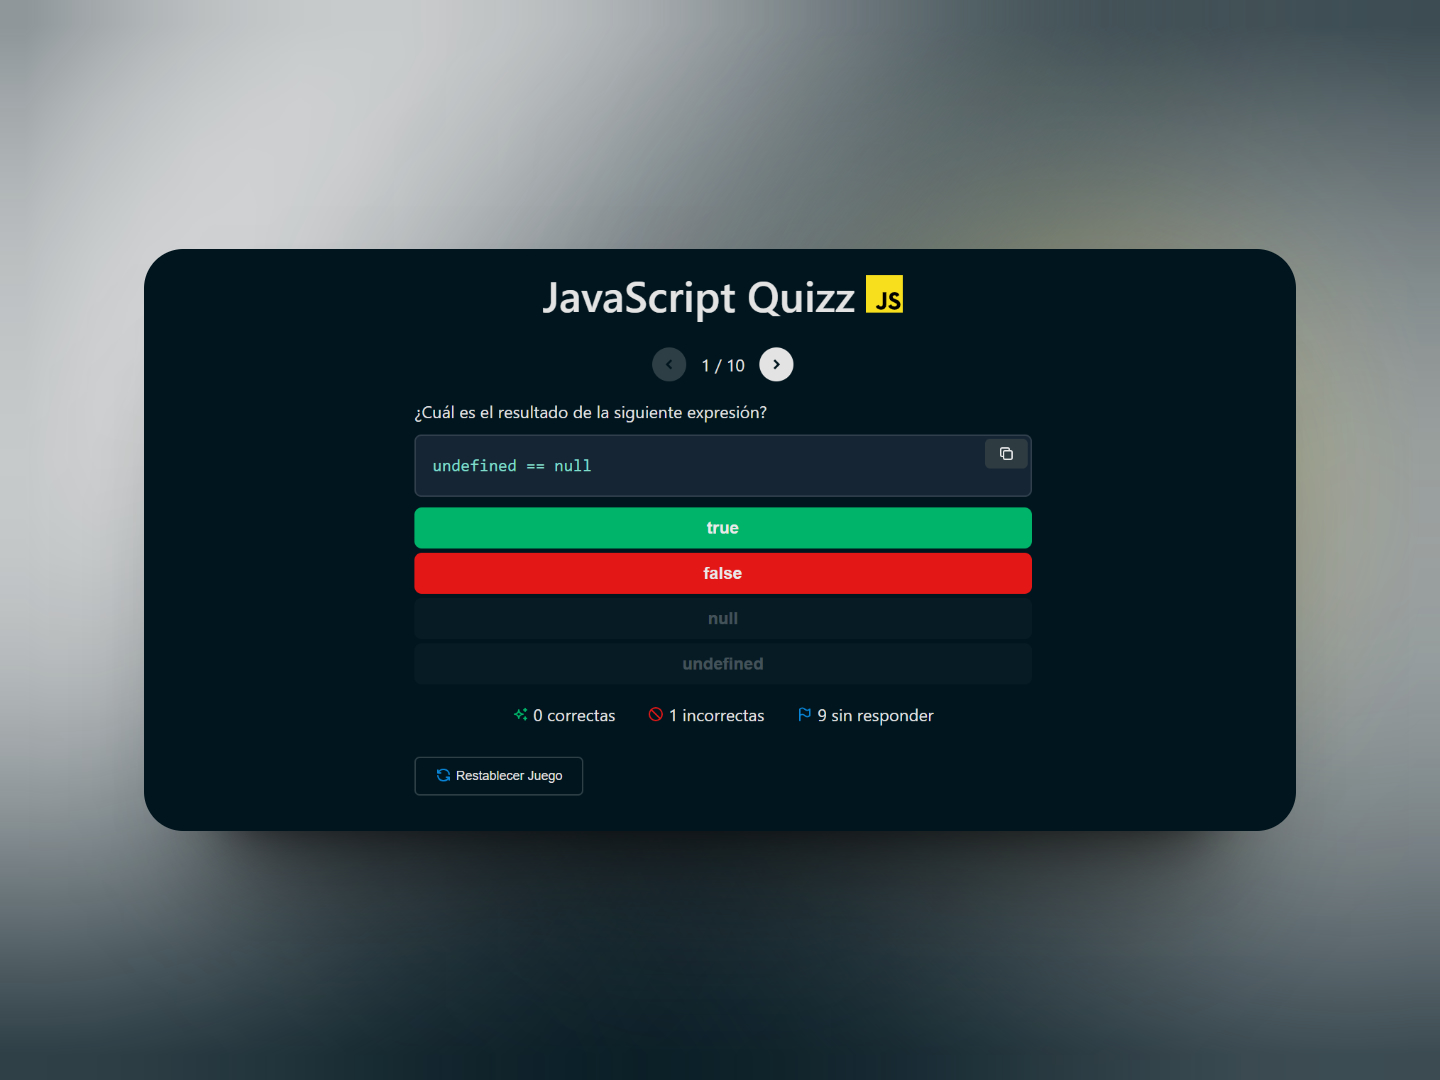 JavaScript Quizz JS
1 / 10
¿Cuál es el resultado de la siguiente expresión?
undefined == null
true
false
null
undefined
0 correctas 1 incorrectas 9 sin responder
Restablecer Juego